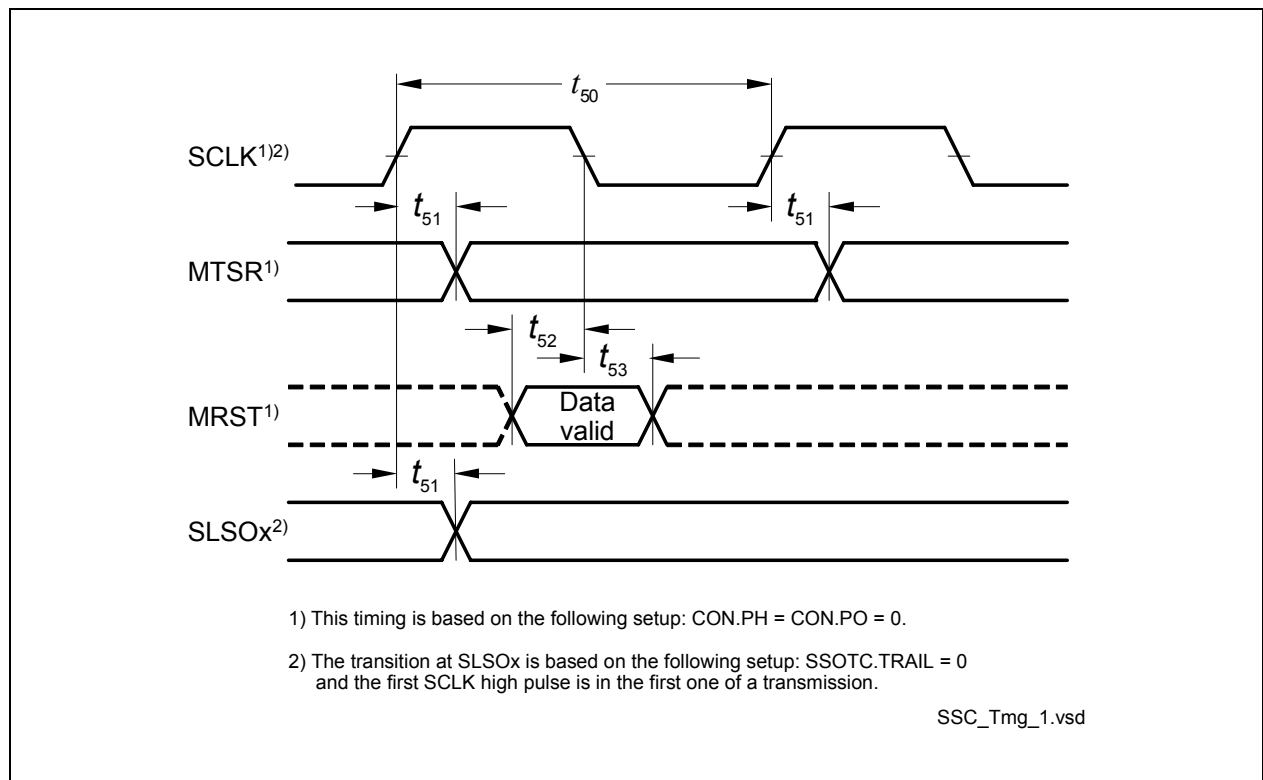 t50
SCLK1)2)
t51 t51
MTSR1)
t52
t53
MRST1)
Data
valid
t51
SLSOx2)
1) This timing is based on the following setup: CON.PH = CON.PO = 0.
2) The transition at SLSOx is based on the following setup: SSOTC.TRAIL = 0
and the first SCLK high pulse is in the first one of a transmission.
SSC_Tmg_1.vsd